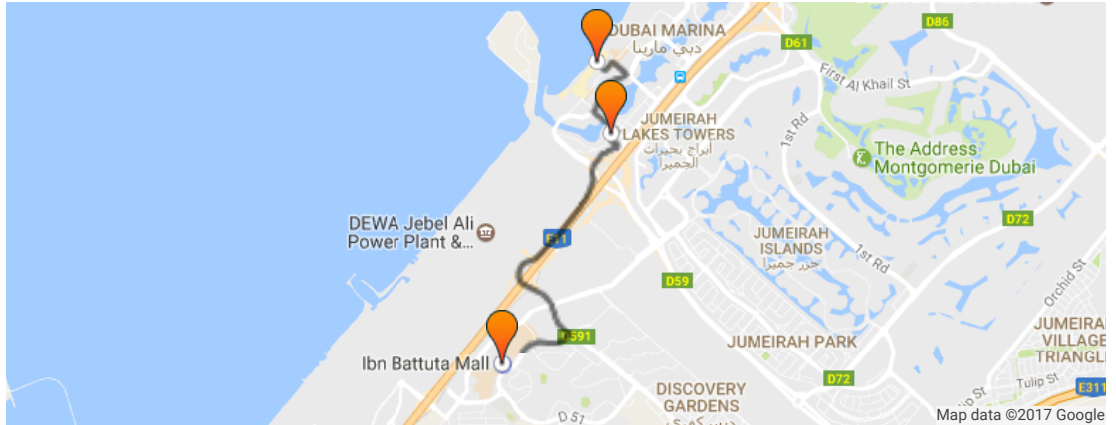 D86
DUBAI MARINA
دبي مارينا
D61
First Al Khail St
JUMEIRAH
LAKES TOWERS
أبراج بحيرات
الجميرا
1st Rd
The Address
Montgomerie Dubai
DEWA Jebel Ali
Power Plant &...
E11
D72
JUMEIRAH
ISLANDS
جزر جميرا
1st Rd
Orchid St
D59
D591
JUMEIRAH PARK
JUMEIRA
VILLAGE
TRIANGLE
Ibn Battuta Mall
D72
Tulip St
E311
DISCOVERY
GARDENS
D 51
Map data ©2017 Google